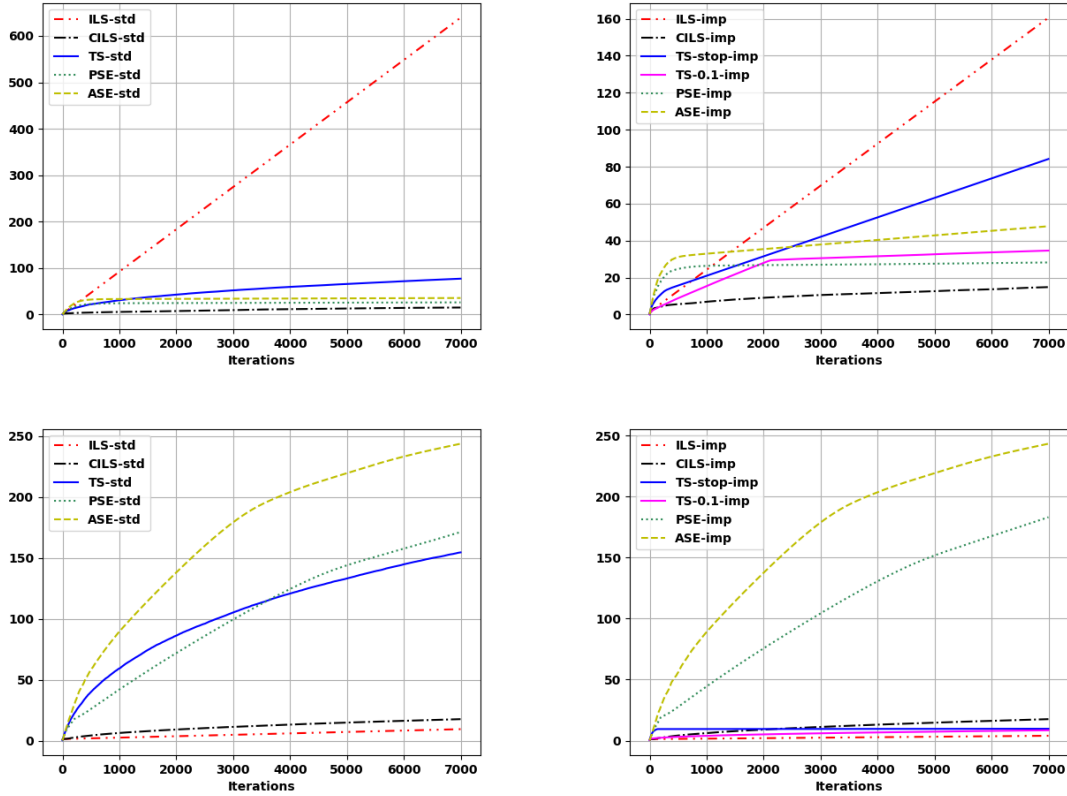 ILS-std
CILS-std
TS-std
PSE-std
ASE-std
600
500
400
300
200
100
0
0 1000 2000 3000 4000 5000 6000 7000
Iterations
ILS-imp
CILS-imp
TS-stop-imp
TS-0.1-imp
PSE-imp
ASE-imp
160
140
120
100
80
60
40
20
0
0 1000 2000 3000 4000 5000 6000 7000
Iterations
ILS-std
CILS-std
TS-std
PSE-std
ASE-std
250
200
150
100
50
0
0 1000 2000 3000 4000 5000 6000 7000
Iterations
ILS-imp
CILS-imp
TS-stop-imp
TS-0.1-imp
PSE-imp
ASE-imp
250
200
150
100
50
0
0 1000 2000 3000 4000 5000 6000 7000
Iterations